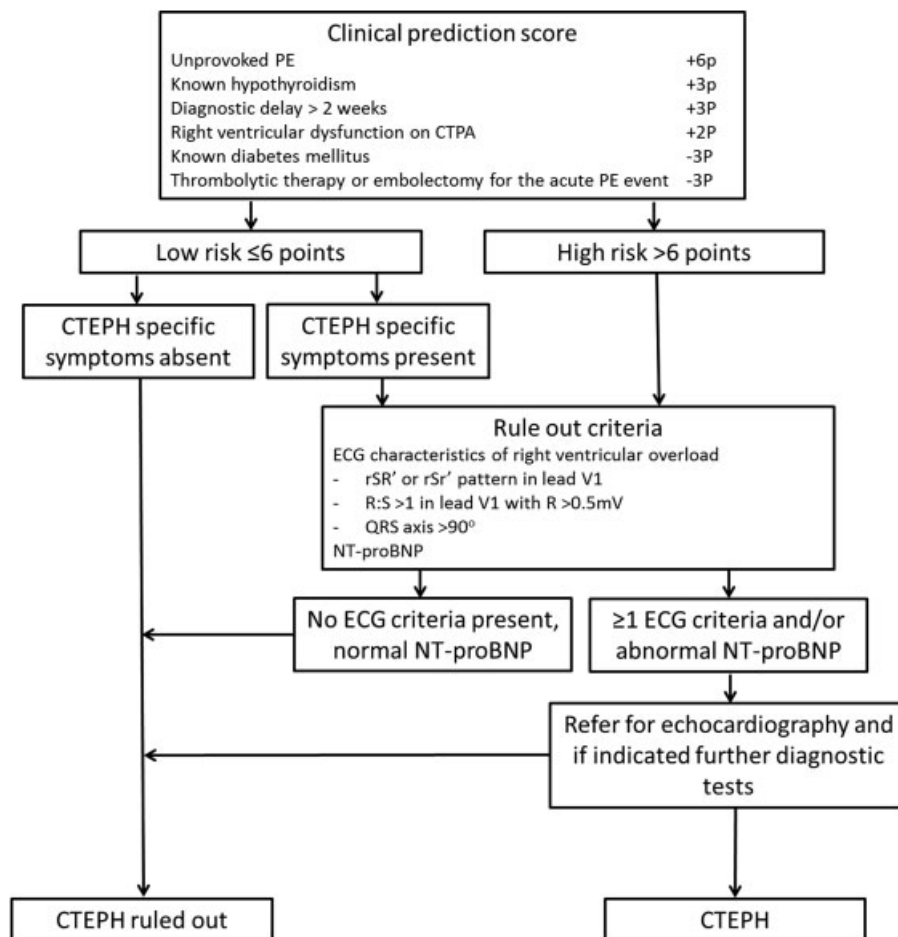 Clinical prediction score
Unprovoked PE +6p
Known hypothyroidism +3p
Diagnostic delay > 2 weeks +3P
Right ventricular dysfunction on CTPA +2P
Known diabetes mellitus -3P
Thrombolytic therapy or embolectomy for the acute PE event -3P
Low risk ≤6 points
High risk >6 points
CTEPH specific
symptoms absent
CTEPH specific
symptoms present
Rule out criteria
ECG characteristics of right ventricular overload
- rSR’ or rSr’ pattern in lead V1
- R:S >1 in lead V1 with R >0.5mV
- QRS axis >90⁰
NT-proBNP
No ECG criteria present,
normal NT-proBNP
≥1 ECG criteria and/or
abnormal NT-proBNP
Refer for echocardiography and
if indicated further diagnostic
tests
CTEPH ruled out
CTEPH